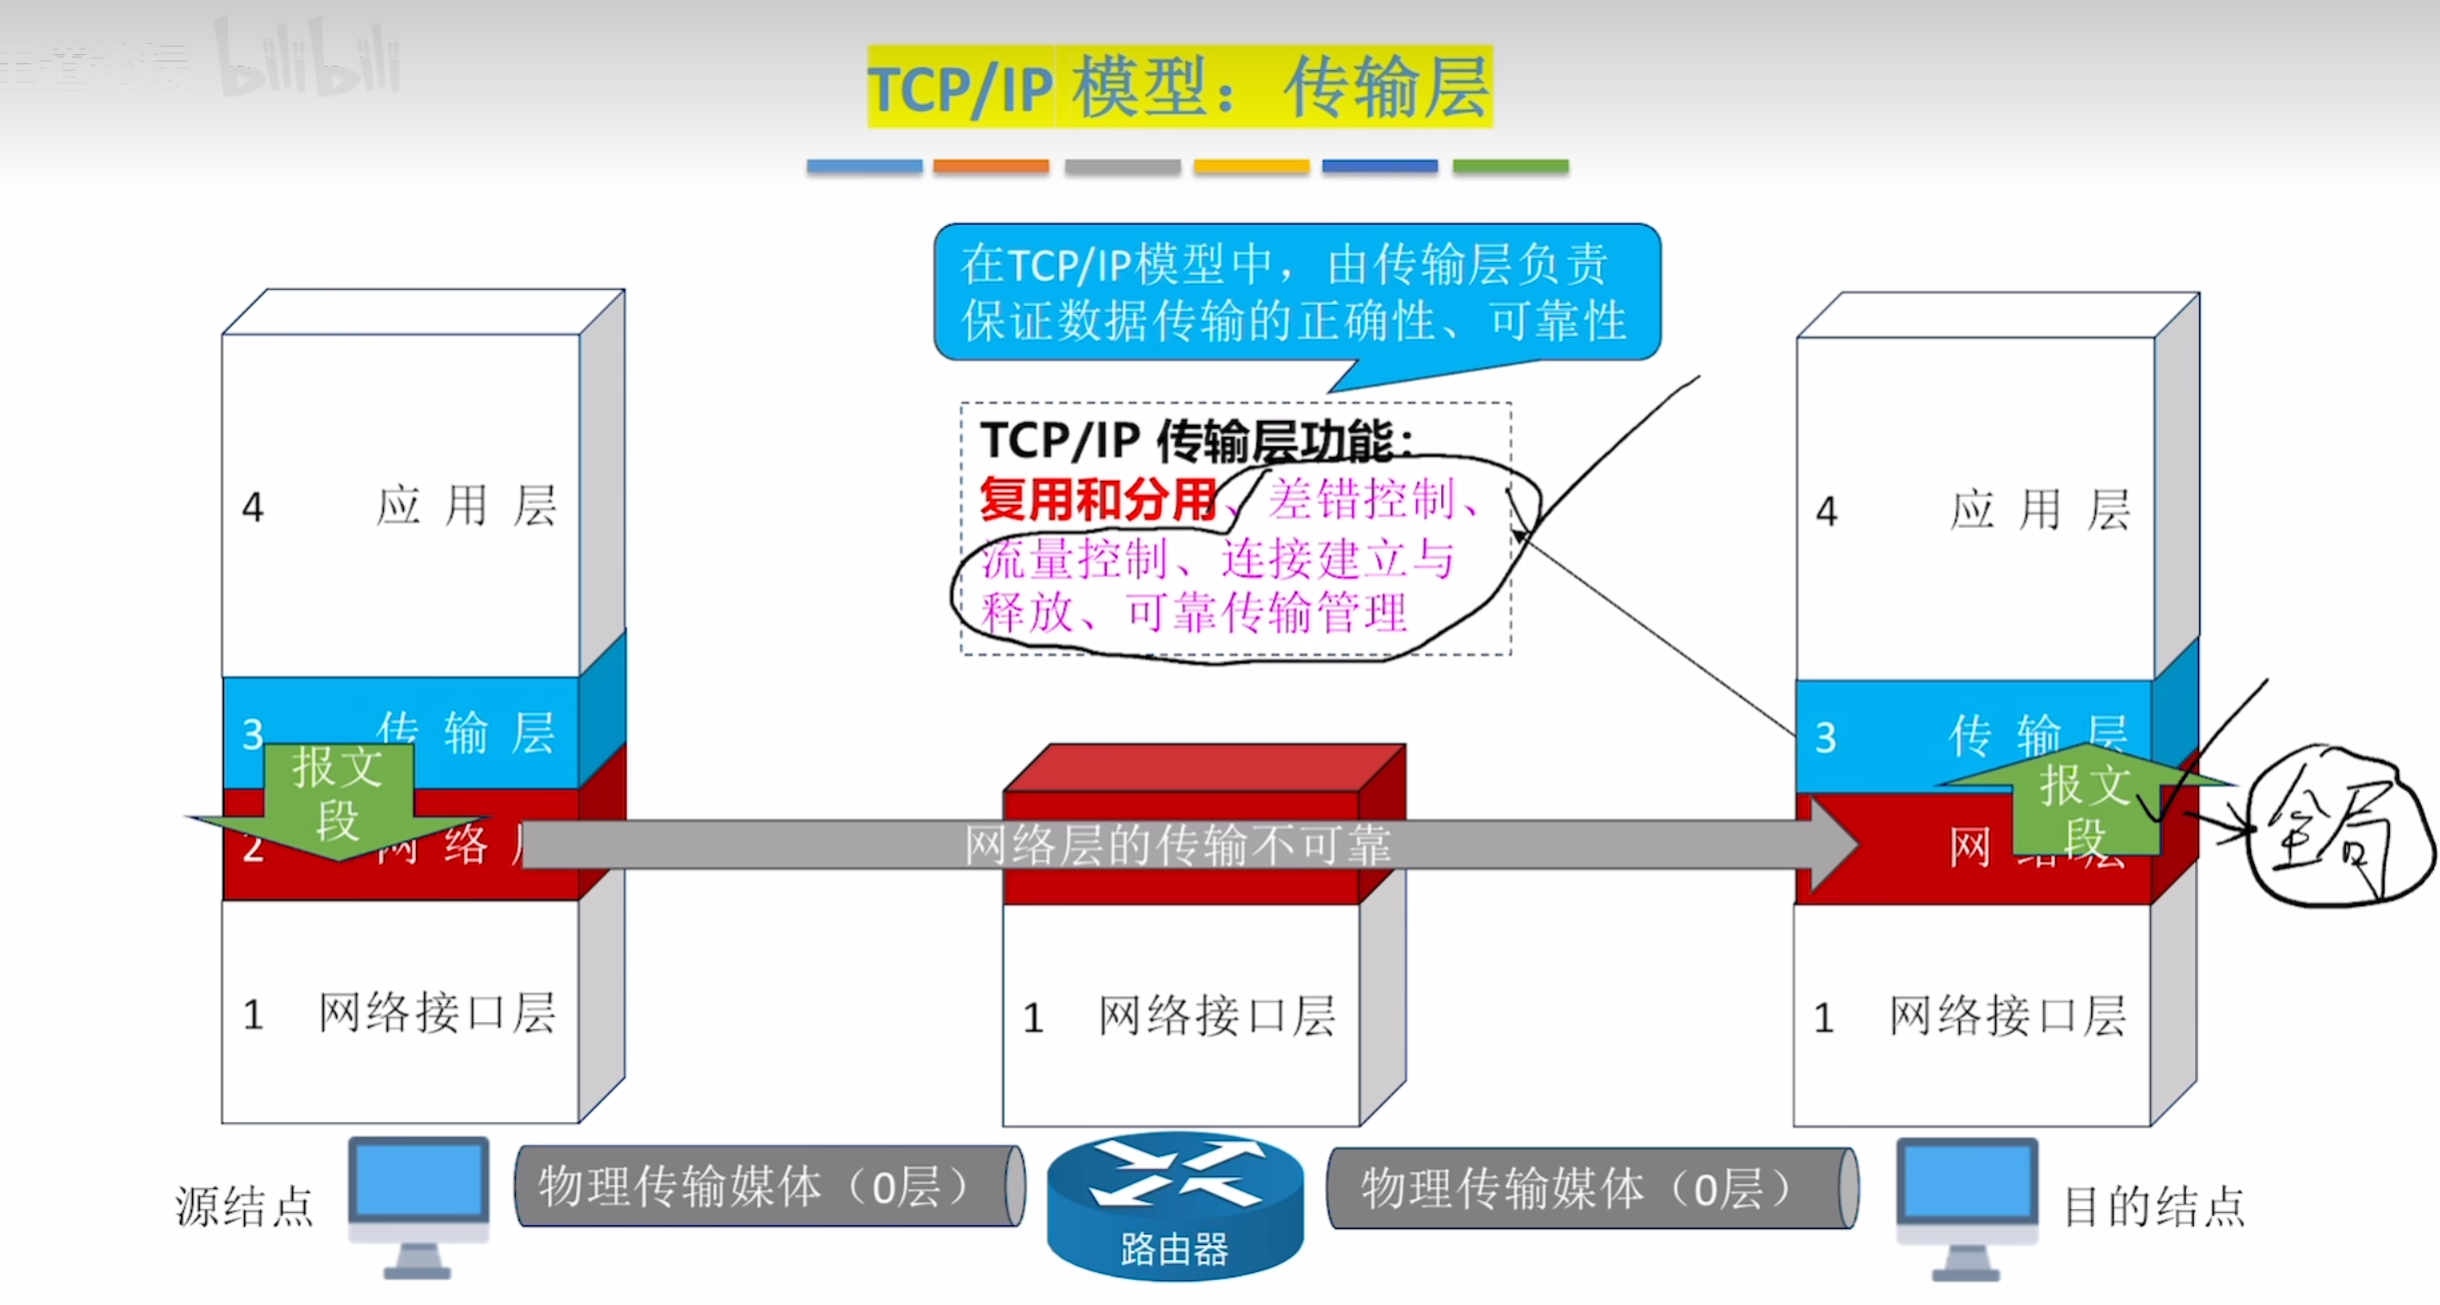 bilibili
TCP/IP 模型：传输层
在TCP/IP模型中，由传输层负责
保证数据传输的正确性、可靠性
TCP/IP 传输层功能：
复用和分用、差错控制、
流量控制、连接建立与
释放、可靠传输管理
4 应用层
3 传输层
报文
段
2 网络层
1 网络接口层
网络层的传输不可靠
1 网络接口层
4 应用层
3 传输层
报文
段
网络层
1 网络接口层
全局
源结点
物理传输媒体（0层）
路由器
物理传输媒体（0层）
目的结点